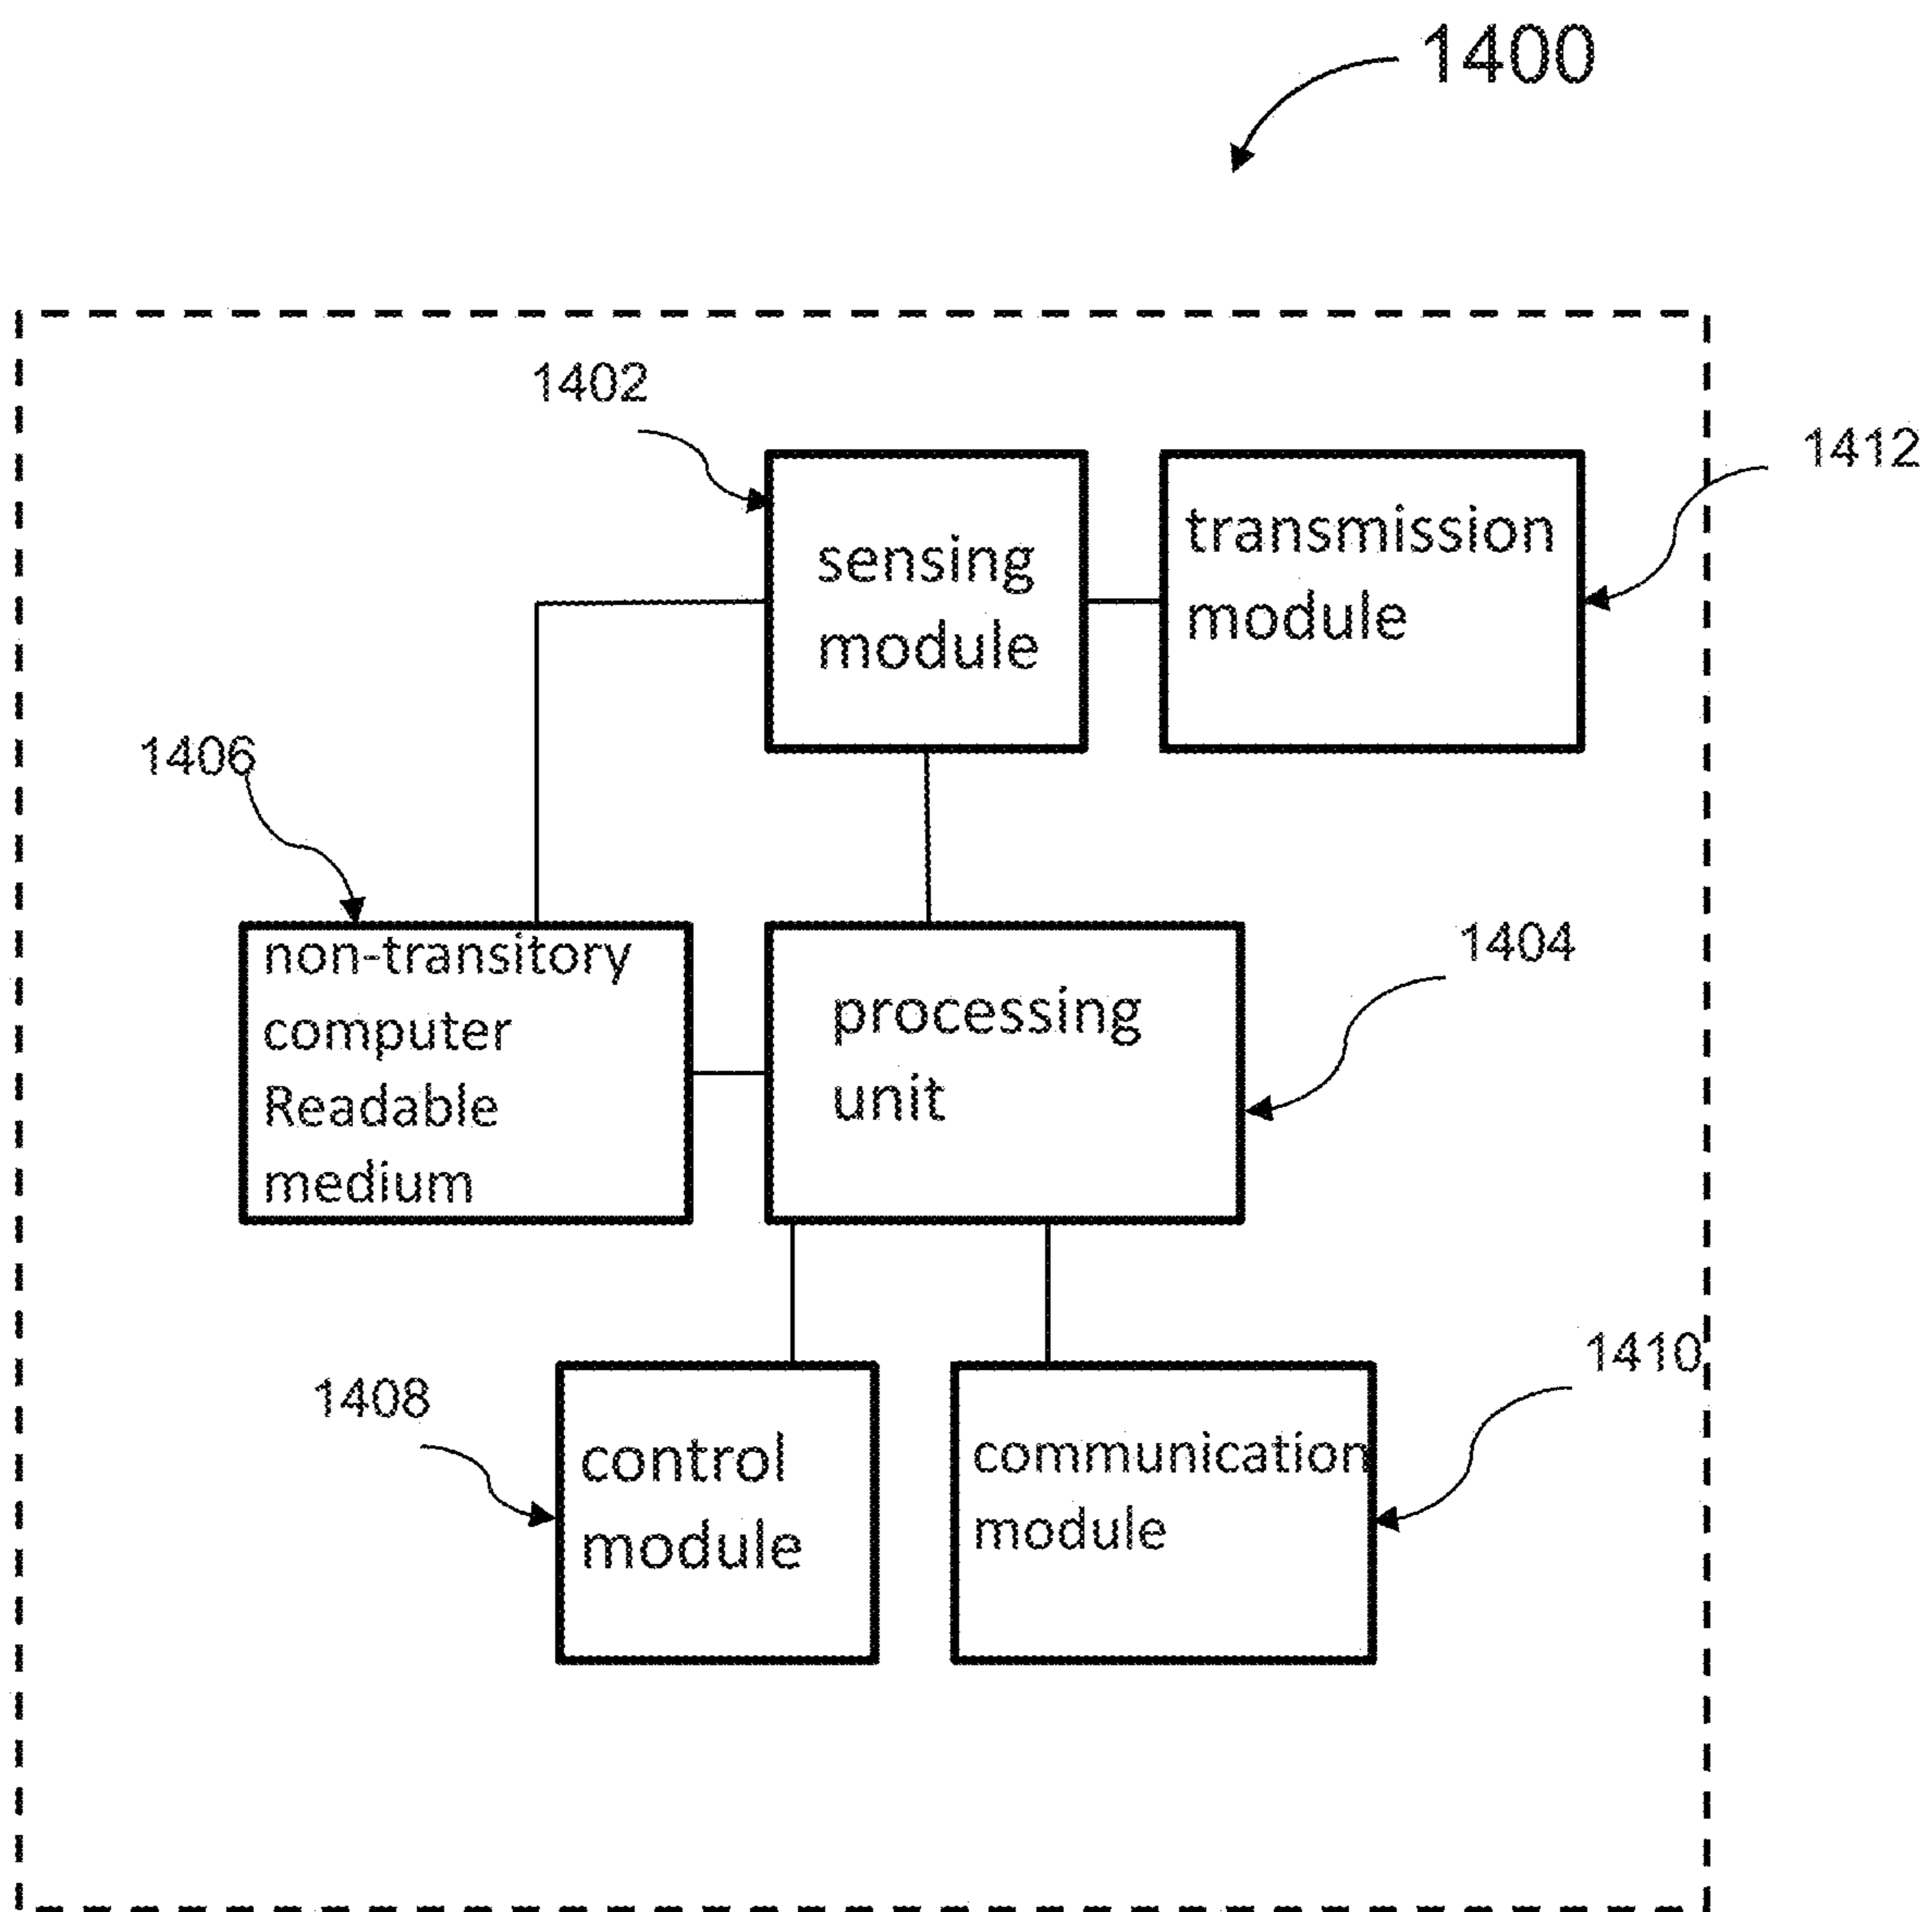 1400
1402
1412
sensing
module
transmission
module
1406
1404
non-transitory
computer
Readable
medium
processing
unit
1410
1408
control
module
communication
module